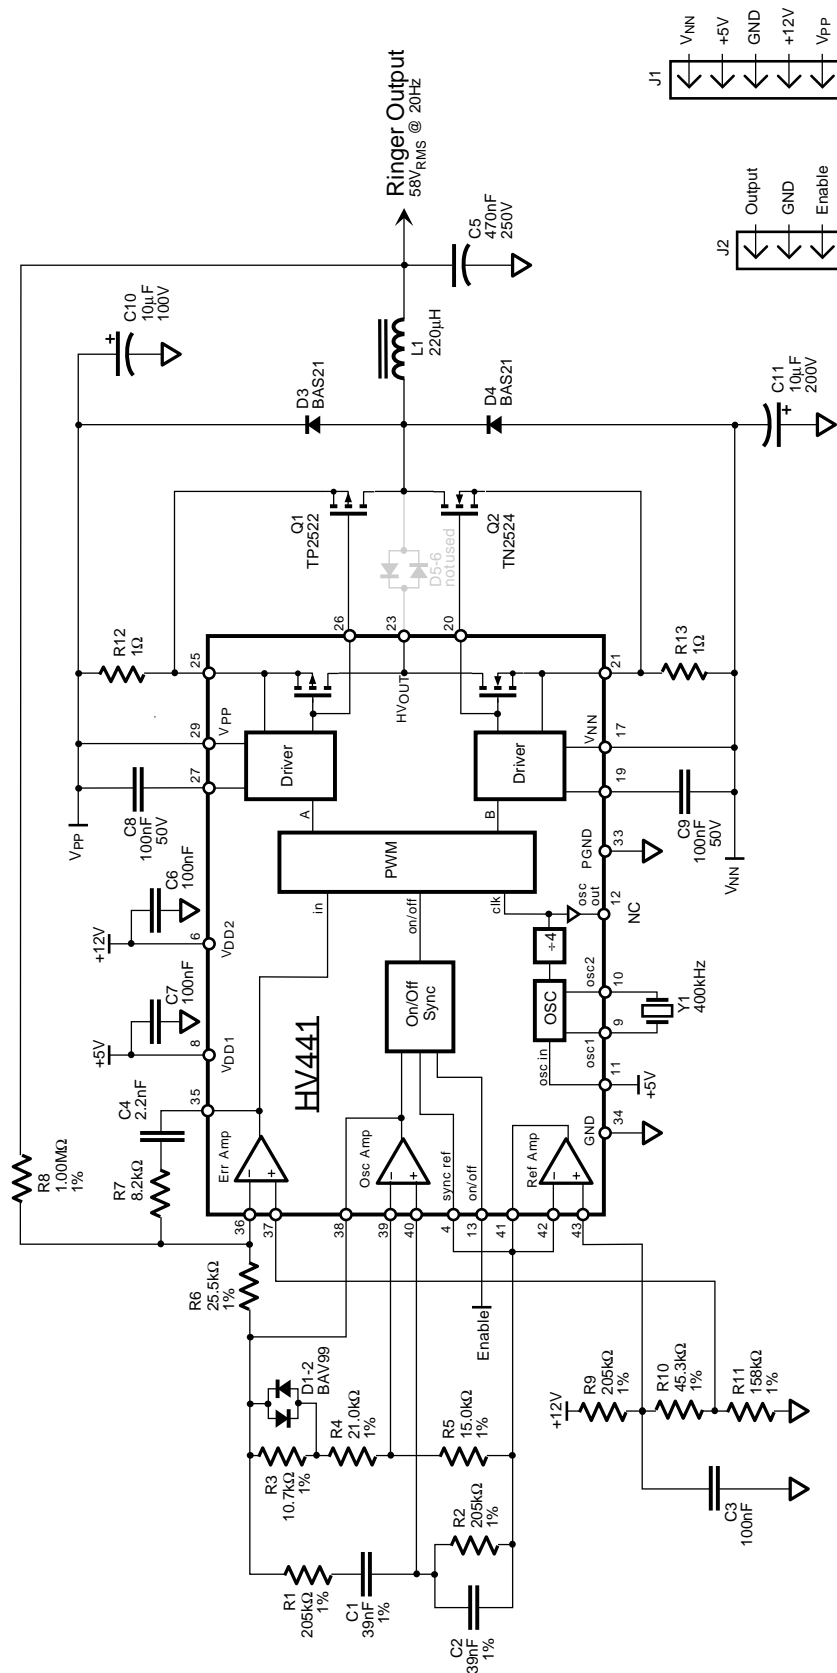 Ringer Output
58VRMS @ 20Hz
J1
VNN
+5V
GND
+12V
VPP
J2
Output
GND
Enable
C10
10µF
100V
C5
470nF
250V
L1
220µH
D3
BAS21
D4
BAS21
C11
10µF
200V
Q1
TP2522
Q2
TN2524
D5-6
not used
R12
1Ω
R13
1Ω
26
23
20
25
21
29
27
17
19
VPP
VNN
HVOUT
Driver
Driver
A
B
PWM
in
on/off
clk
VPP
C8
100nF
50V
C9
100nF
50V
VNN
PGND
33
osc
out
12
NC
÷4
OSC
osc in
osc1
osc2
9
10
11
Y1
400kHz
+5V
GND
34
+12V
C6
100nF
6
VDD2
+5V
C7
100nF
8
VDD1
HV441
On/Off
Sync
R8
1.00MΩ
1%
C4
2.2nF
R7
8.2kΩ
35
Err Amp
−
+
Osc Amp
−
+
sync ref
on/off
Ref Amp
−
+
36
37
38
39
40
4
13
41
42
43
Enable
R6
25.5kΩ
1%
D1-2
BAV99
R3
10.7kΩ
1%
R4
21.0kΩ
1%
R5
15.0kΩ
1%
R1
205kΩ
1%
C1
39nF
1%
R2
205kΩ
1%
C2
39nF
1%
+12V
R9
205kΩ
1%
R10
45.3kΩ
1%
R11
158kΩ
1%
C3
100nF